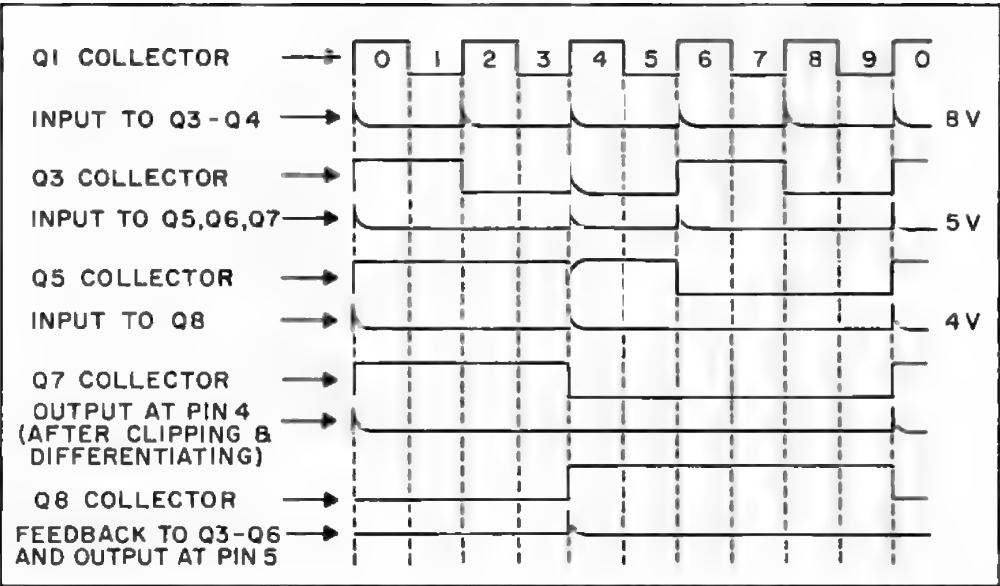 Q1 COLLECTOR
0 1 2 3 4 5 6 7 8 9 0
INPUT TO Q3-Q4
8 V
Q3 COLLECTOR
INPUT TO Q5,Q6,Q7
5 V
Q5 COLLECTOR
INPUT TO Q8
4 V
Q7 COLLECTOR
OUTPUT AT PIN 4
(AFTER CLIPPING &
DIFFERENTIATING)
Q8 COLLECTOR
FEEDBACK TO Q3-Q6
AND OUTPUT AT PIN 5